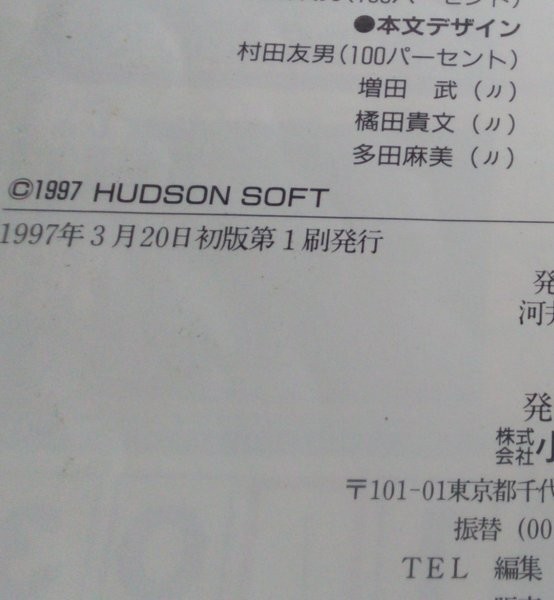 ●本文デザイン
村田友男(100パーセント)
増田　武(〃)
橘田貴文(〃)
多田麻美(〃)
©1997 HUDSON SOFT
1997年3月20日初版第1刷発行
発
河井
発
株式会社小
〒101-01東京都千代
振替(00
TEL　編集